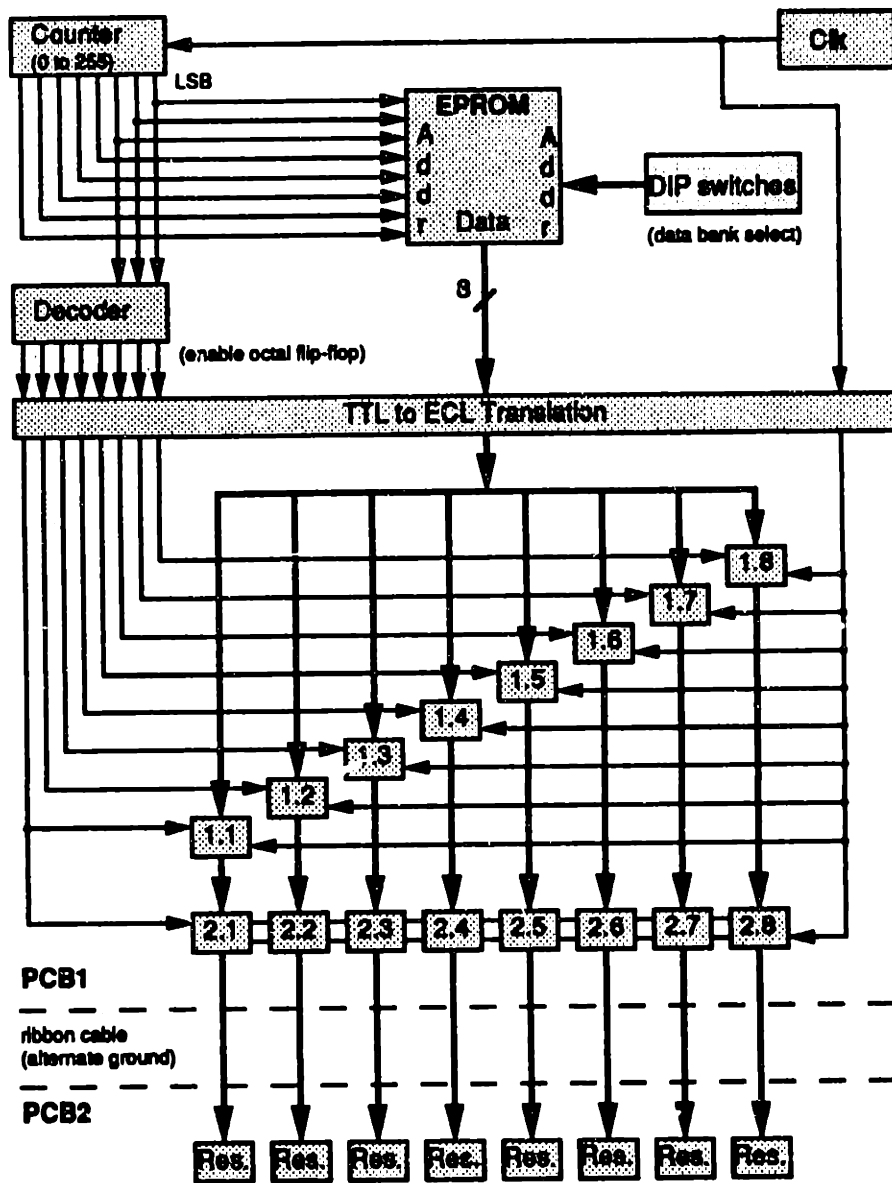 Counter
(0 to 255)
Clk
LSB
EPROM
A A
d d
d d
r Data r
DIP switches
(data bank select)
8
Decoder
(enable octal flip-flop)
TTL to ECL Translation
1.8
1.7
1.6
1.5
1.4
1.3
1.2
1.1
2.1 2.2 2.3 2.4 2.5 2.6 2.7 2.8
PCB1
ribbon cable
(alternate ground)
PCB2
Res. Res. Res. Res. Res. Res. Res. Res.